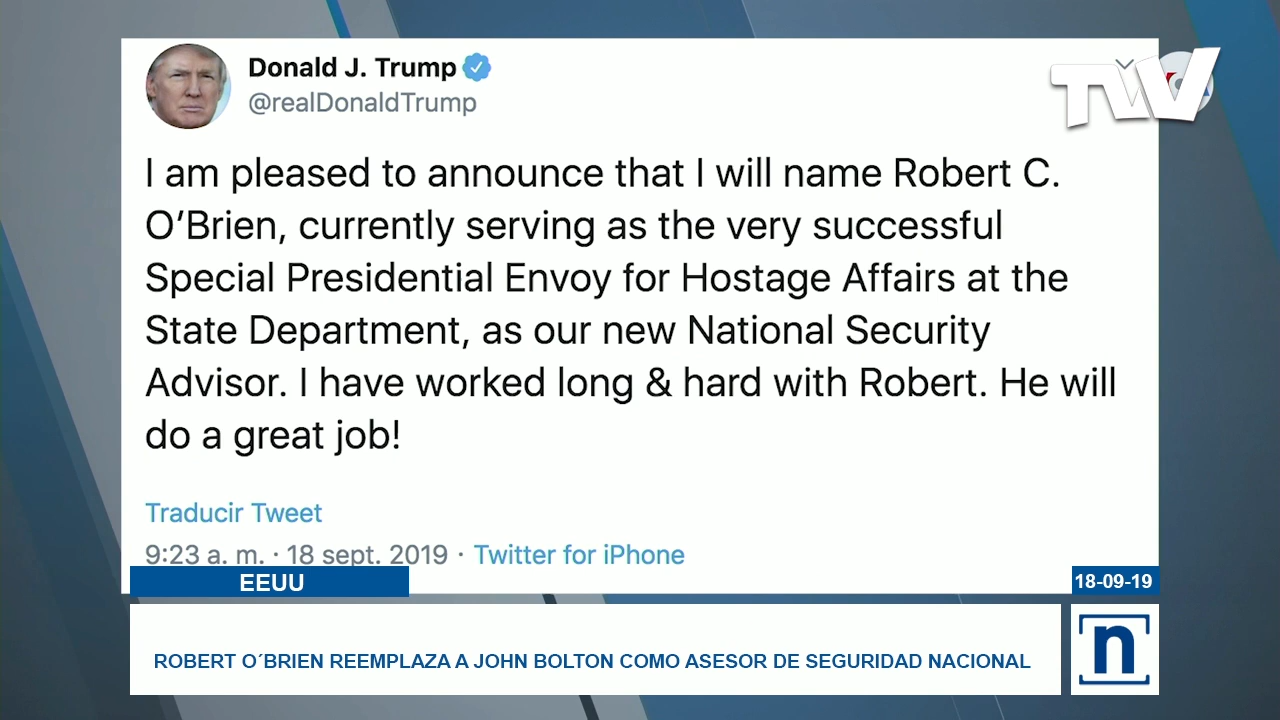 Donald J. Trump
@realDonaldTrump
TVV
I am pleased to announce that I will name Robert C.
O’Brien, currently serving as the very successful
Special Presidential Envoy for Hostage Affairs at the
State Department, as our new National Security
Advisor. I have worked long & hard with Robert. He will
do a great job!
Traducir Tweet
9:23 a. m. · 18 sept. 2019 · Twitter for iPhone
EEUU
18-09-19
ROBERT O´BRIEN REEMPLAZA A JOHN BOLTON COMO ASESOR DE SEGURIDAD NACIONAL
n